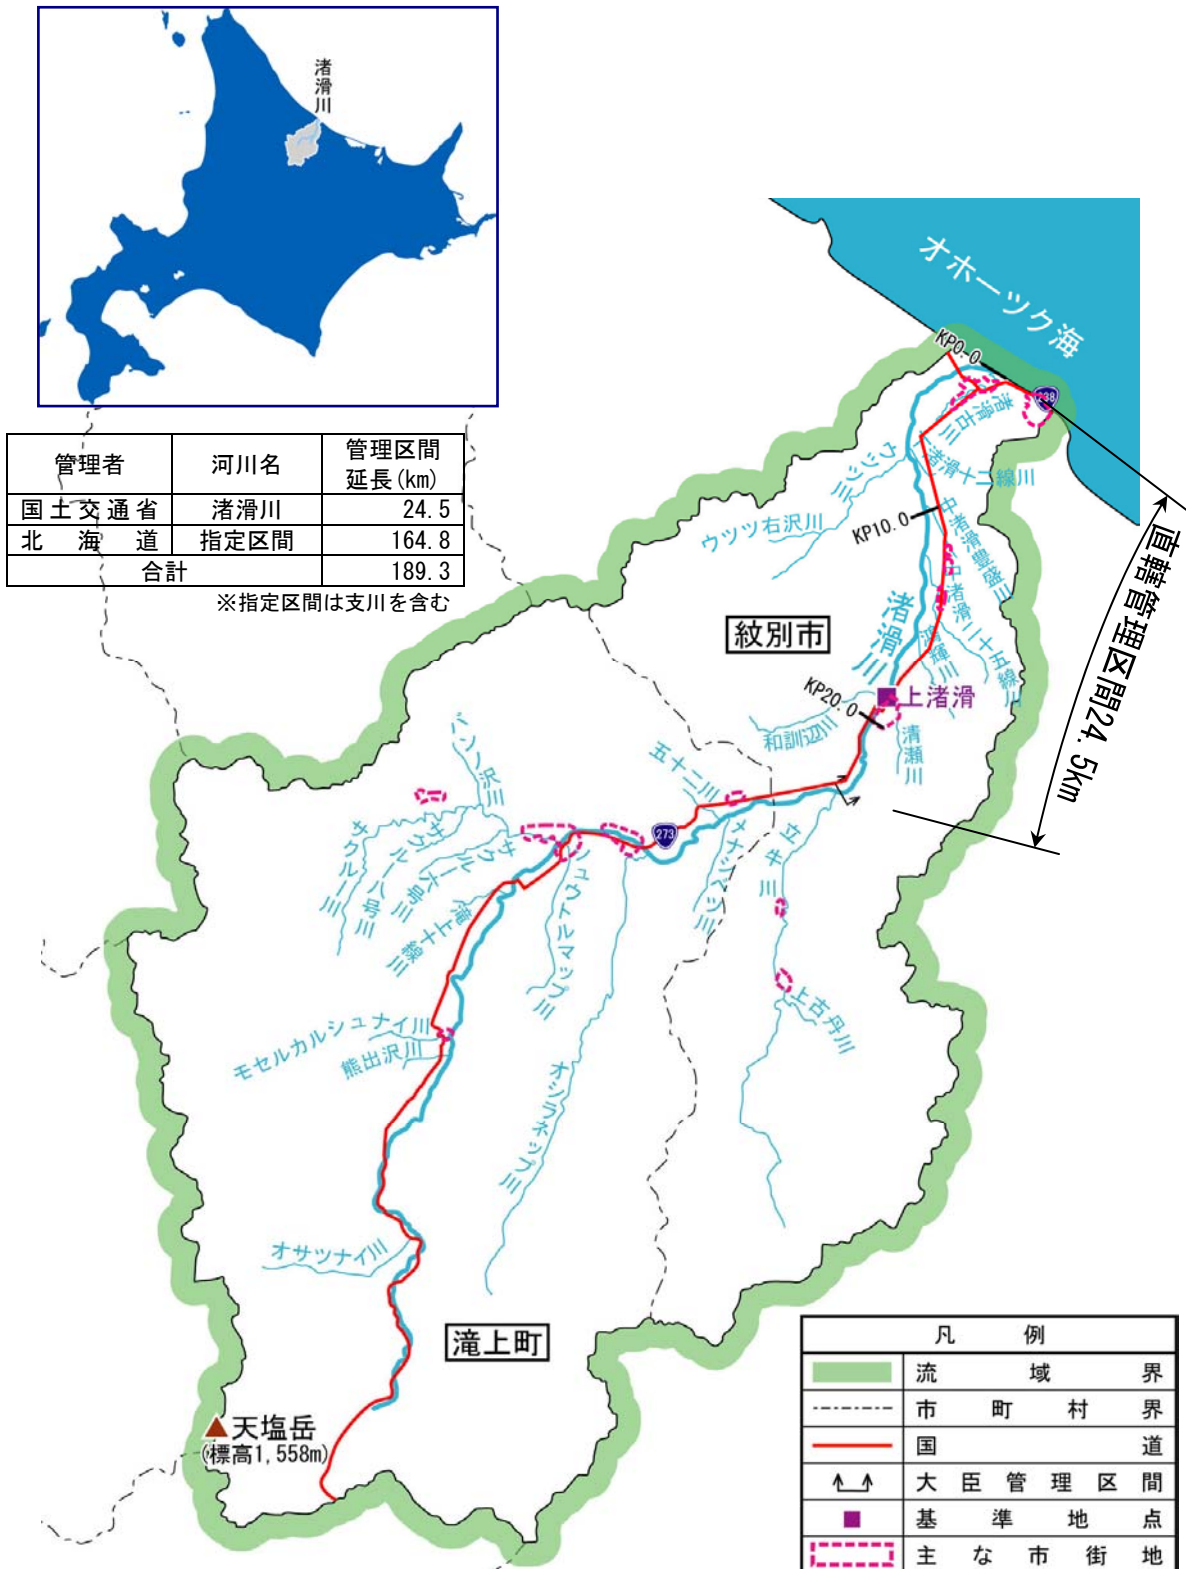 渚滑川
オホーツク海
KP0.0
238
渚滑古川
渚滑十二線川
ウツツ川
ウツツ右沢川
KP10.0
中渚滑豊盛川
中渚滑二十五線川
渚滑川
鴻輝川
紋別市
上渚滑
KP20.0
和訓辺川
清瀬川
直轄管理区間24.5km
管理者 河川名 管理区間延長(km)
国土交通省 渚滑川 24.5
北海道 指定区間 164.8
合計 189.3
※指定区間は支川を含む
パンノ沢川
五十二川
273
サクルー川
サクルー八号川
サクルー六号川
滝上十線川
シュウトルマップ川
メナシベツ川
立牛川
上古丹川
モセルカルシュナイ川
熊出沢川
オシラネップ川
オサツナイ川
滝上町
天塩岳
(標高1,558m)
凡例
流域界
市町村界
国道
大臣管理区間
基準地点
主な市街地